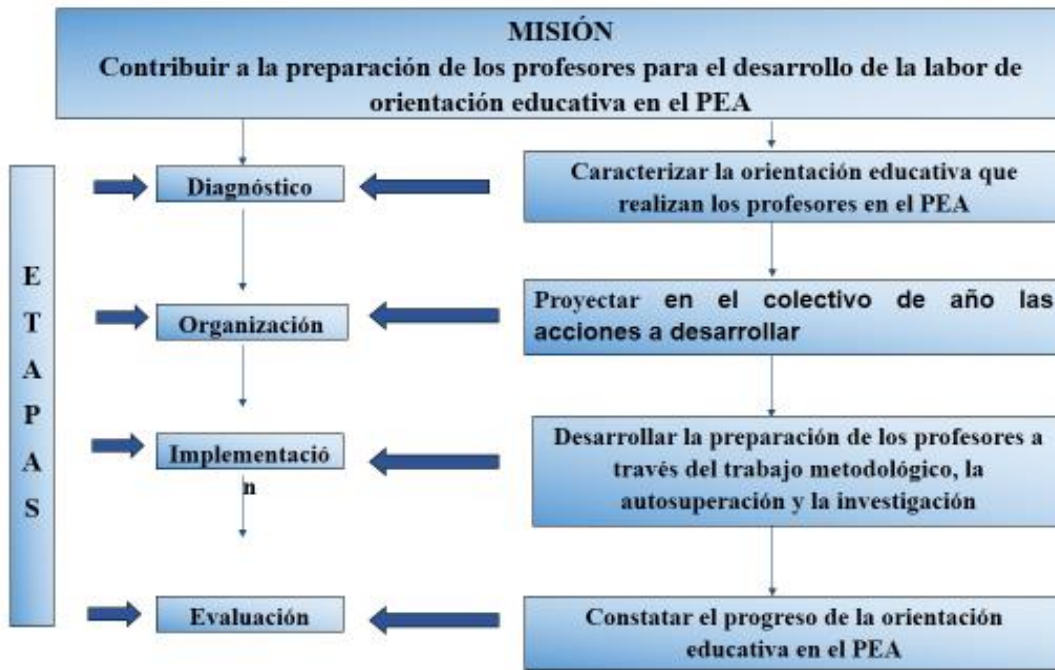 MISIÓN
Contribuir a la preparación de los profesores para el desarrollo de la labor de
orientación educativa en el PEA
E
T
A
P
A
S
Diagnóstico
Caracterizar la orientación educativa que
realizan los profesores en el PEA
Organización
Proyectar en el colectivo de año las
acciones a desarrollar
Implementació
n
Desarrollar la preparación de los profesores a
través del trabajo metodológico, la
autosuperación y la investigación
Evaluación
Constatar el progreso de la orientación
educativa en el PEA